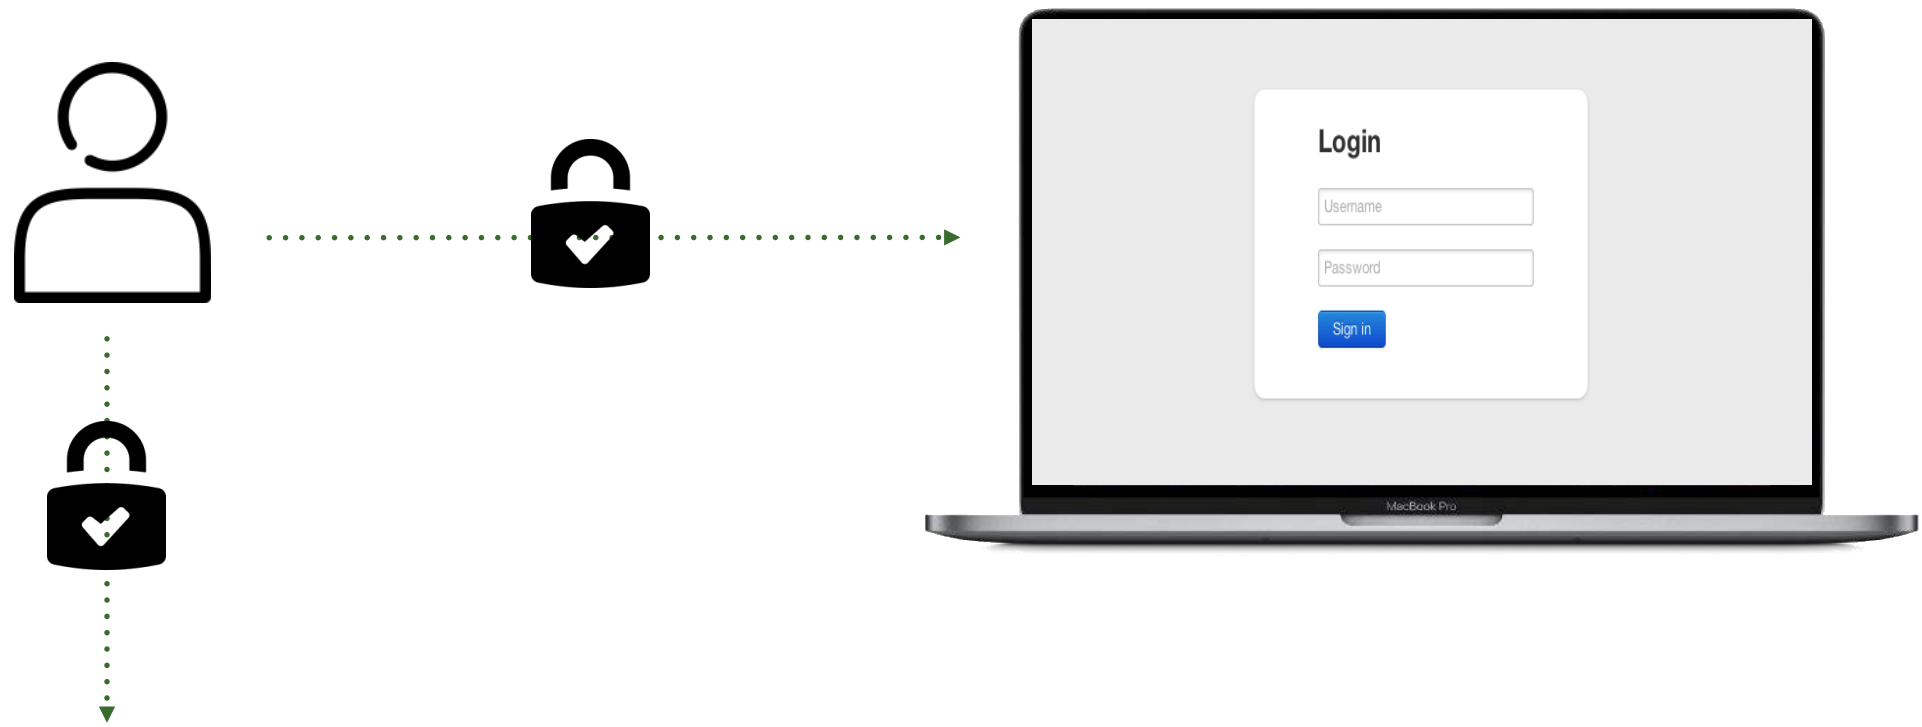 Login
Username
Password
Sign in
MacBook Pro